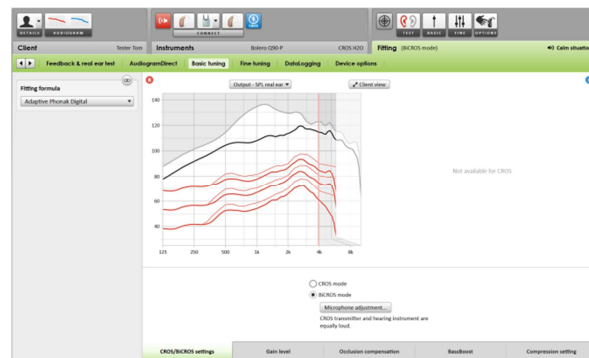 DETAILS
AUDIOGRAM
CONNECT
TEST
BASIC
FINE
OPTIONS
Client
Tester Tom
Instruments
Bolero Q90-P
CROS H2O
Fitting (BiCROS mode)
Calm situation
Feedback & real ear test
AudiogramDirect
Basic tuning
Fine tuning
DataLogging
Device options
Fitting formula
Adaptive Phonak Digital
Output - SPL real ear
Client view
140
120
100
80
60
40
125
250
500
1k
2k
4k
8k
Not available for CROS
CROS mode
BiCROS mode
Microphone adjustment...
CROS transmitter and hearing instrument are
equally loud.
CROS/BiCROS settings
Gain level
Occlusion compensation
BassBoost
Compression setting